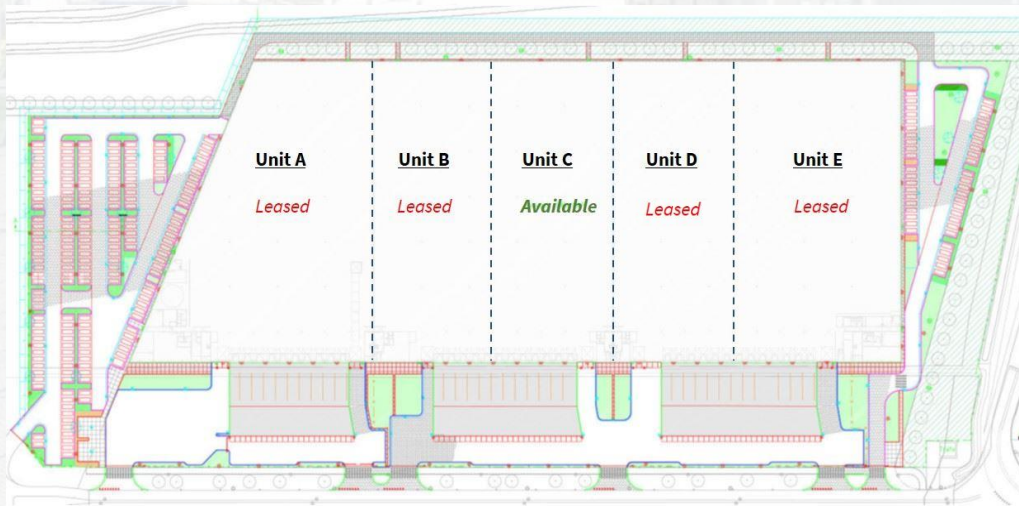 Unit A
Unit B
Unit C
Unit D
Unit E
Leased
Leased
Available
Leased
Leased